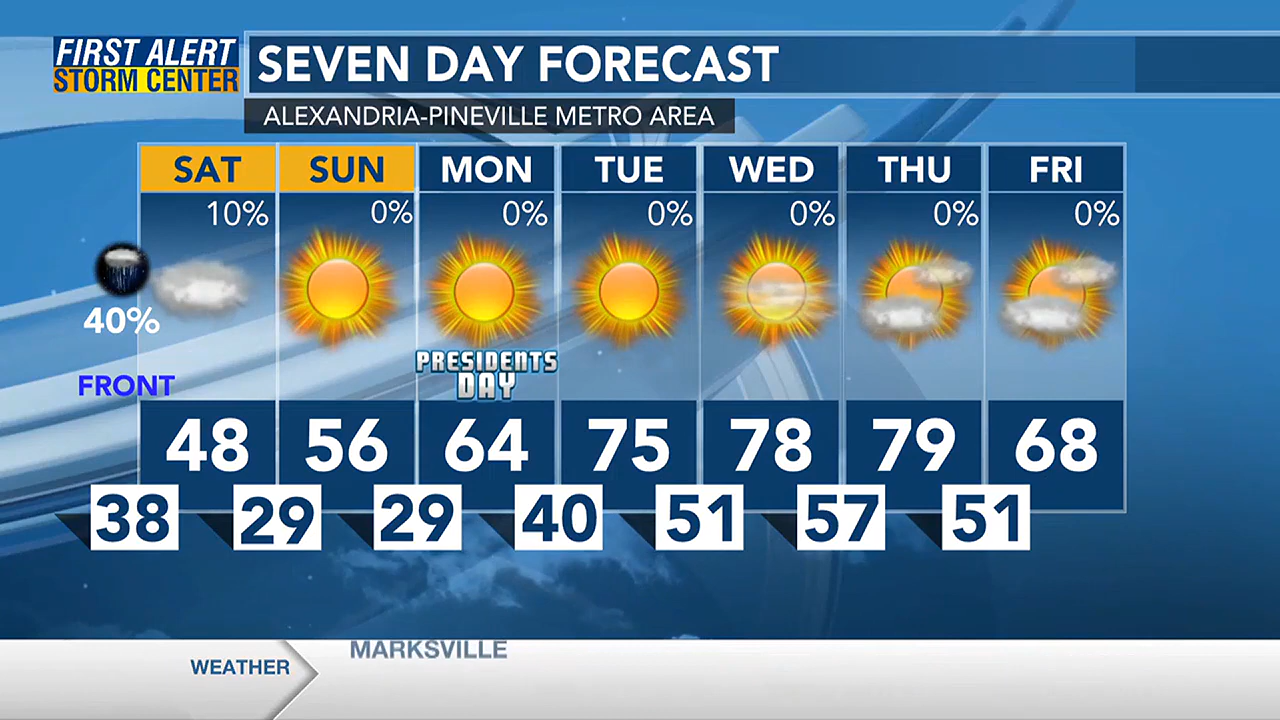 FIRST ALERT
STORM CENTER
SEVEN DAY FORECAST
ALEXANDRIA-PINEVILLE METRO AREA
SAT SUN MON TUE WED THU FRI
10% 0% 0% 0% 0% 0% 0%
40%
PRESIDENTS
DAY
FRONT
48 56 64 75 78 79 68
38 29 29 40 51 57 51
MARKSVILLE
WEATHER